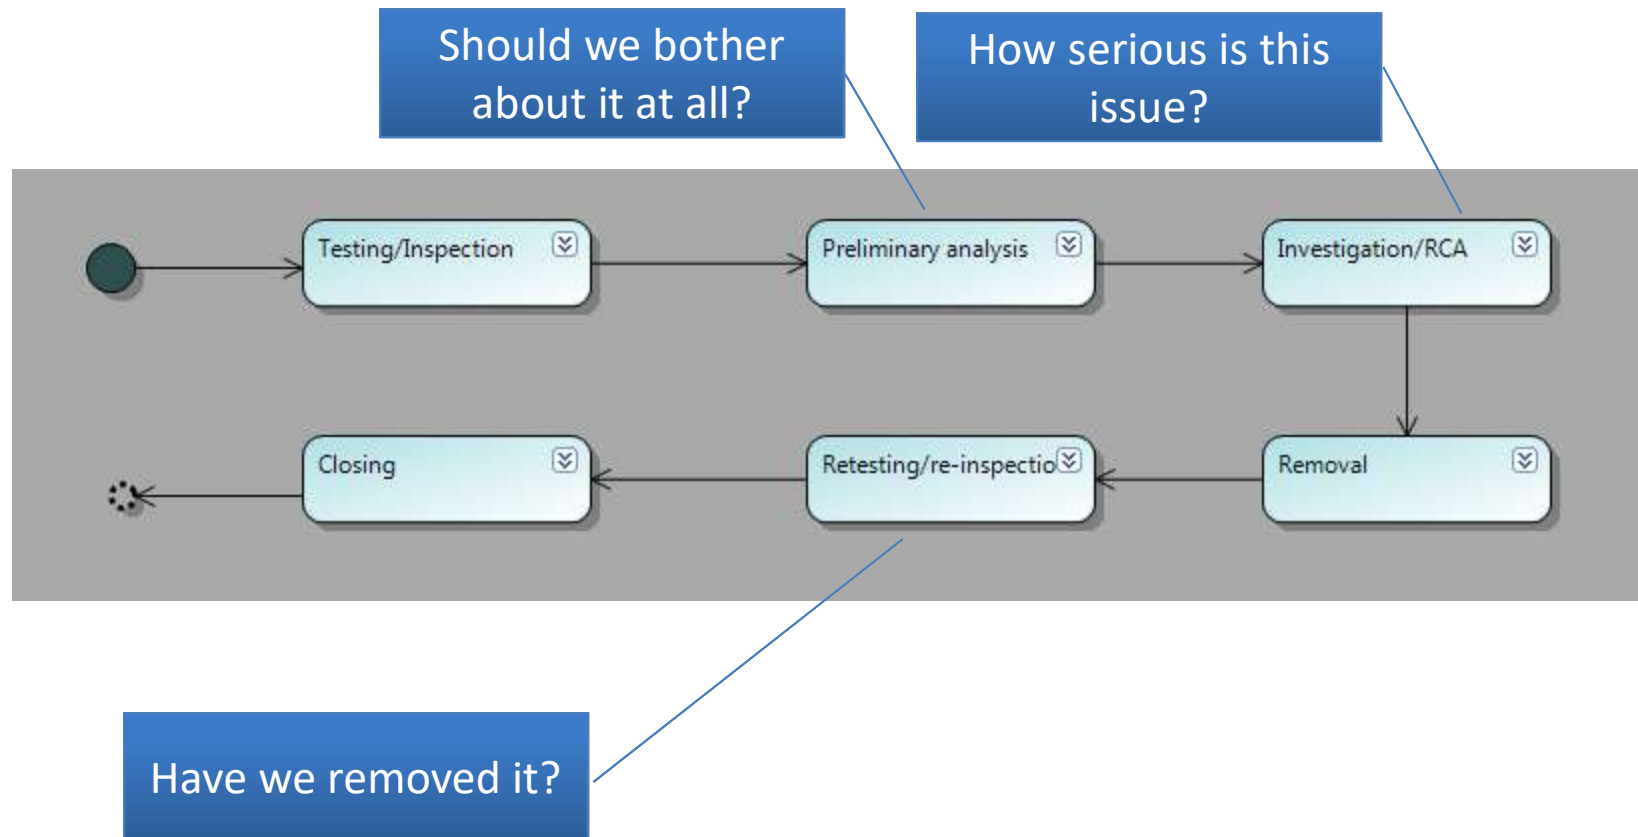 Should we bother
about it at all?
How serious is this
issue?
Testing/Inspection
Preliminary analysis
Investigation/RCA
Closing
Retesting/re-inspectio
Removal
Have we removed it?